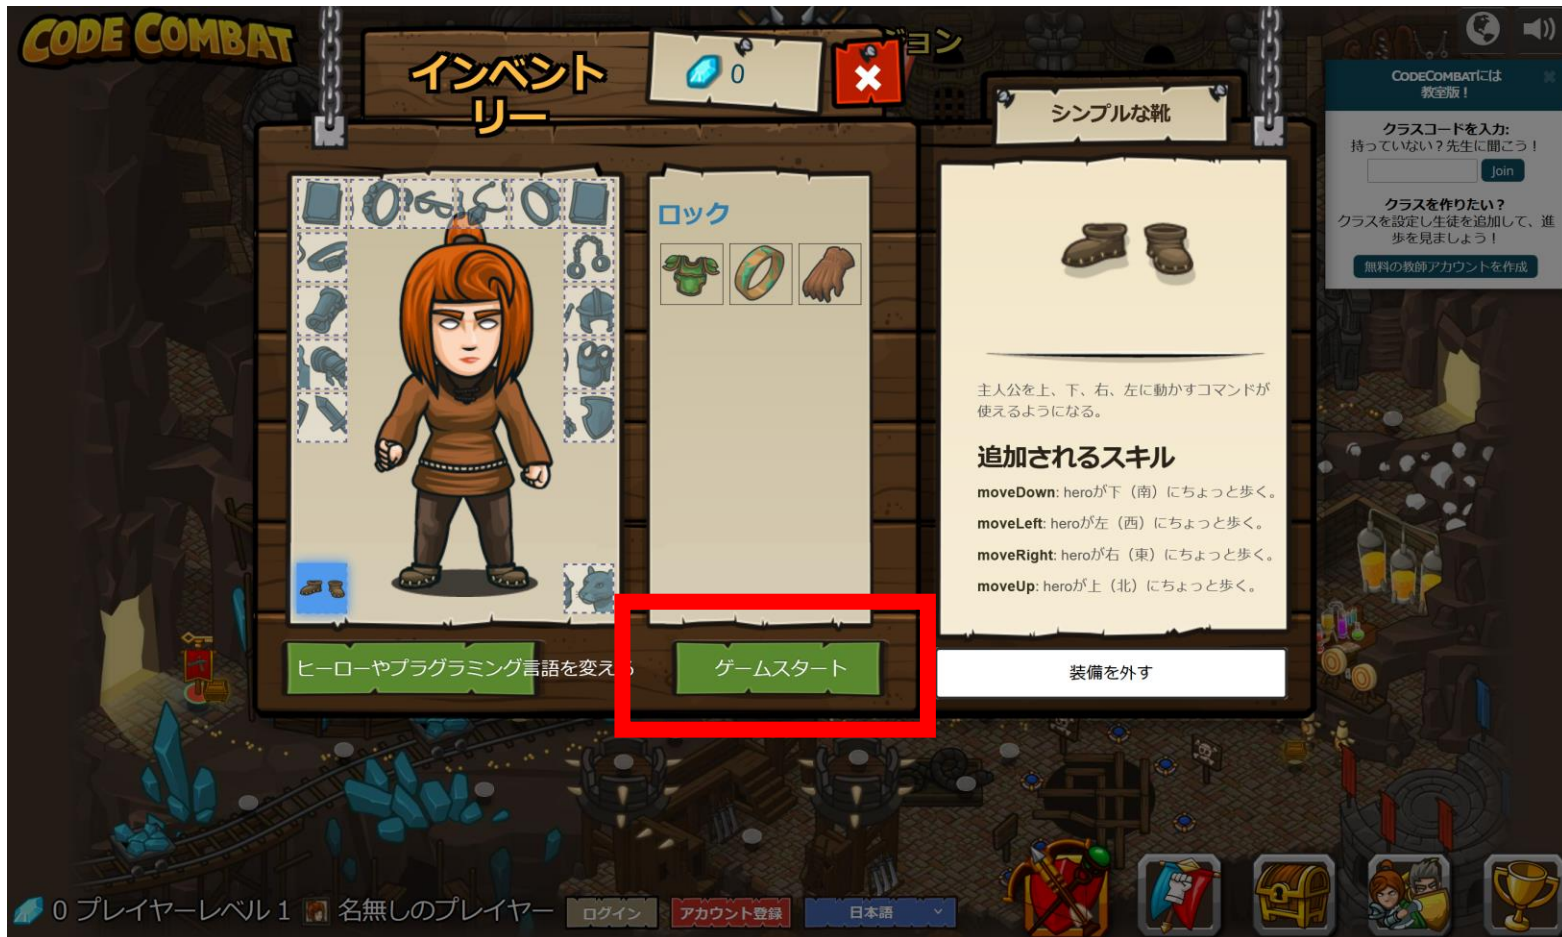 CODE COMBAT
インベント
リー
0
ジョン
シンプルな靴
CODECOMBATには
教室版！
クラスコードを入力:
持っていない？先生に聞こう！
Join
クラスを作りたい？
クラスを設定し生徒を追加して、進
歩を見ましょう！
無料の教師アカウントを作成
ロック
主人公を上、下、右、左に動かすコマンドが
使えるようになる。
追加されるスキル
moveDown: heroが下（南）にちょっと歩く。
moveLeft: heroが左（西）にちょっと歩く。
moveRight: heroが右（東）にちょっと歩く。
moveUp: heroが上（北）にちょっと歩く。
ヒーローやプラグラミング言語を変える
ゲームスタート
装備を外す
0 プレイヤーレベル 1 名無しのプレイヤー
ログイン
アカウント登録
日本語